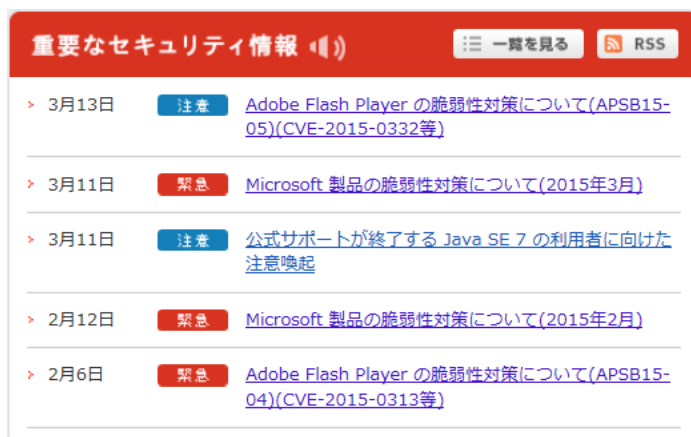 重要なセキュリティ情報
一覧を見る
RSS
3月13日 注意 Adobe Flash Player の脆弱性対策について(APSB15-
05)(CVE-2015-0332等)
3月11日 緊急 Microsoft 製品の脆弱性対策について(2015年3月)
3月11日 注意 公式サポートが終了する Java SE 7 の利用者に向けた
注意喚起
2月12日 緊急 Microsoft 製品の脆弱性対策について(2015年2月)
2月6日 緊急 Adobe Flash Player の脆弱性対策について(APSB15-
04)(CVE-2015-0313等)